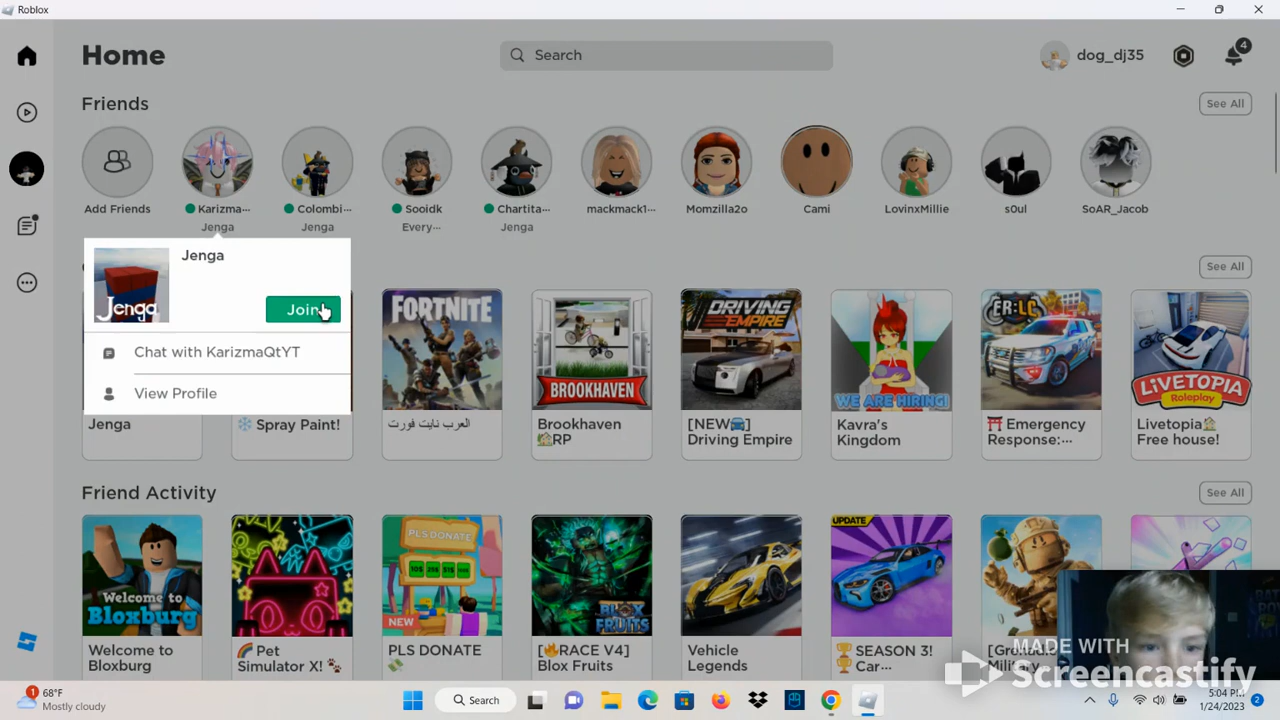 Roblox
Home
Search
dog_dj35
4
Friends
See All
Add Friends
Karizma...
Jenga
Colombi...
Jenga
Sooidk
Every...
Chartita...
Jenga
mackmack1...
Momzilla2o
Cami
LovinxMillie
s0ul
SoAR_Jacob
Jenga
Jenga
Join
Chat with KarizmaQtYT
View Profile
See All
FORTNITE
BROOKHAVEN
DRIVING
EMPIRE
WE ARE HIRING!
ER:LC
LIVETOPIA
Roleplay
Jenga
Spray Paint!
العرب نايت فورت
Brookhaven
RP
[NEW]
Driving Empire
Kavra's
Kingdom
Emergency
Response:...
Livetopia
Free house!
Friend Activity
See All
Welcome to
Bloxburg
PLS DONATE
NEW
BLOX
FRUITS
UPDATE
Welcome to
Bloxburg
Pet
Simulator X!
PLS DONATE
[RACE V4]
Blox Fruits
Vehicle
Legends
SEASON 3!
Car...
Military
MADE WITH
Screencastify
1
68°F
Mostly cloudy
Search
5:04 PM
1/24/2023
2